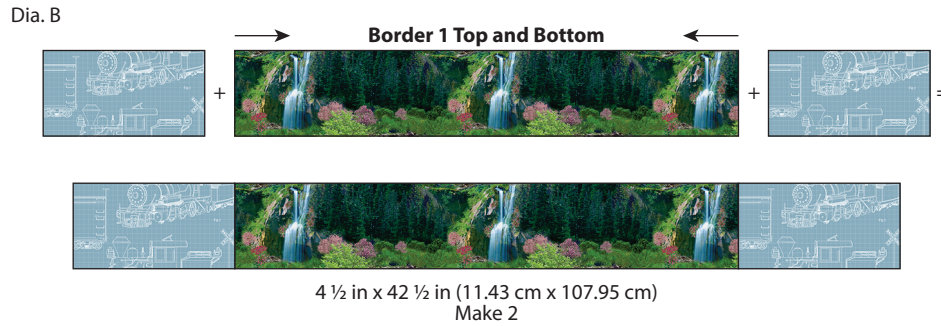 Dia. B
Border 1 Top and Bottom
+ + =
4 ½ in x 42 ½ in (11.43 cm x 107.95 cm)
Make 2